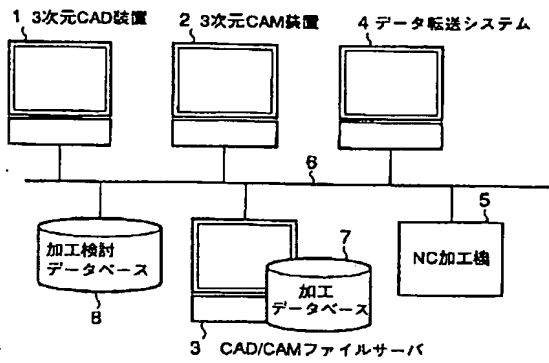 1 3次元CAD装置
2 3次元CAM装置
4 データ転送システム
6
5
加工検討
データベース
8
7
加工
データベース
NC加工機
3 CAD/CAMファイルサーバ